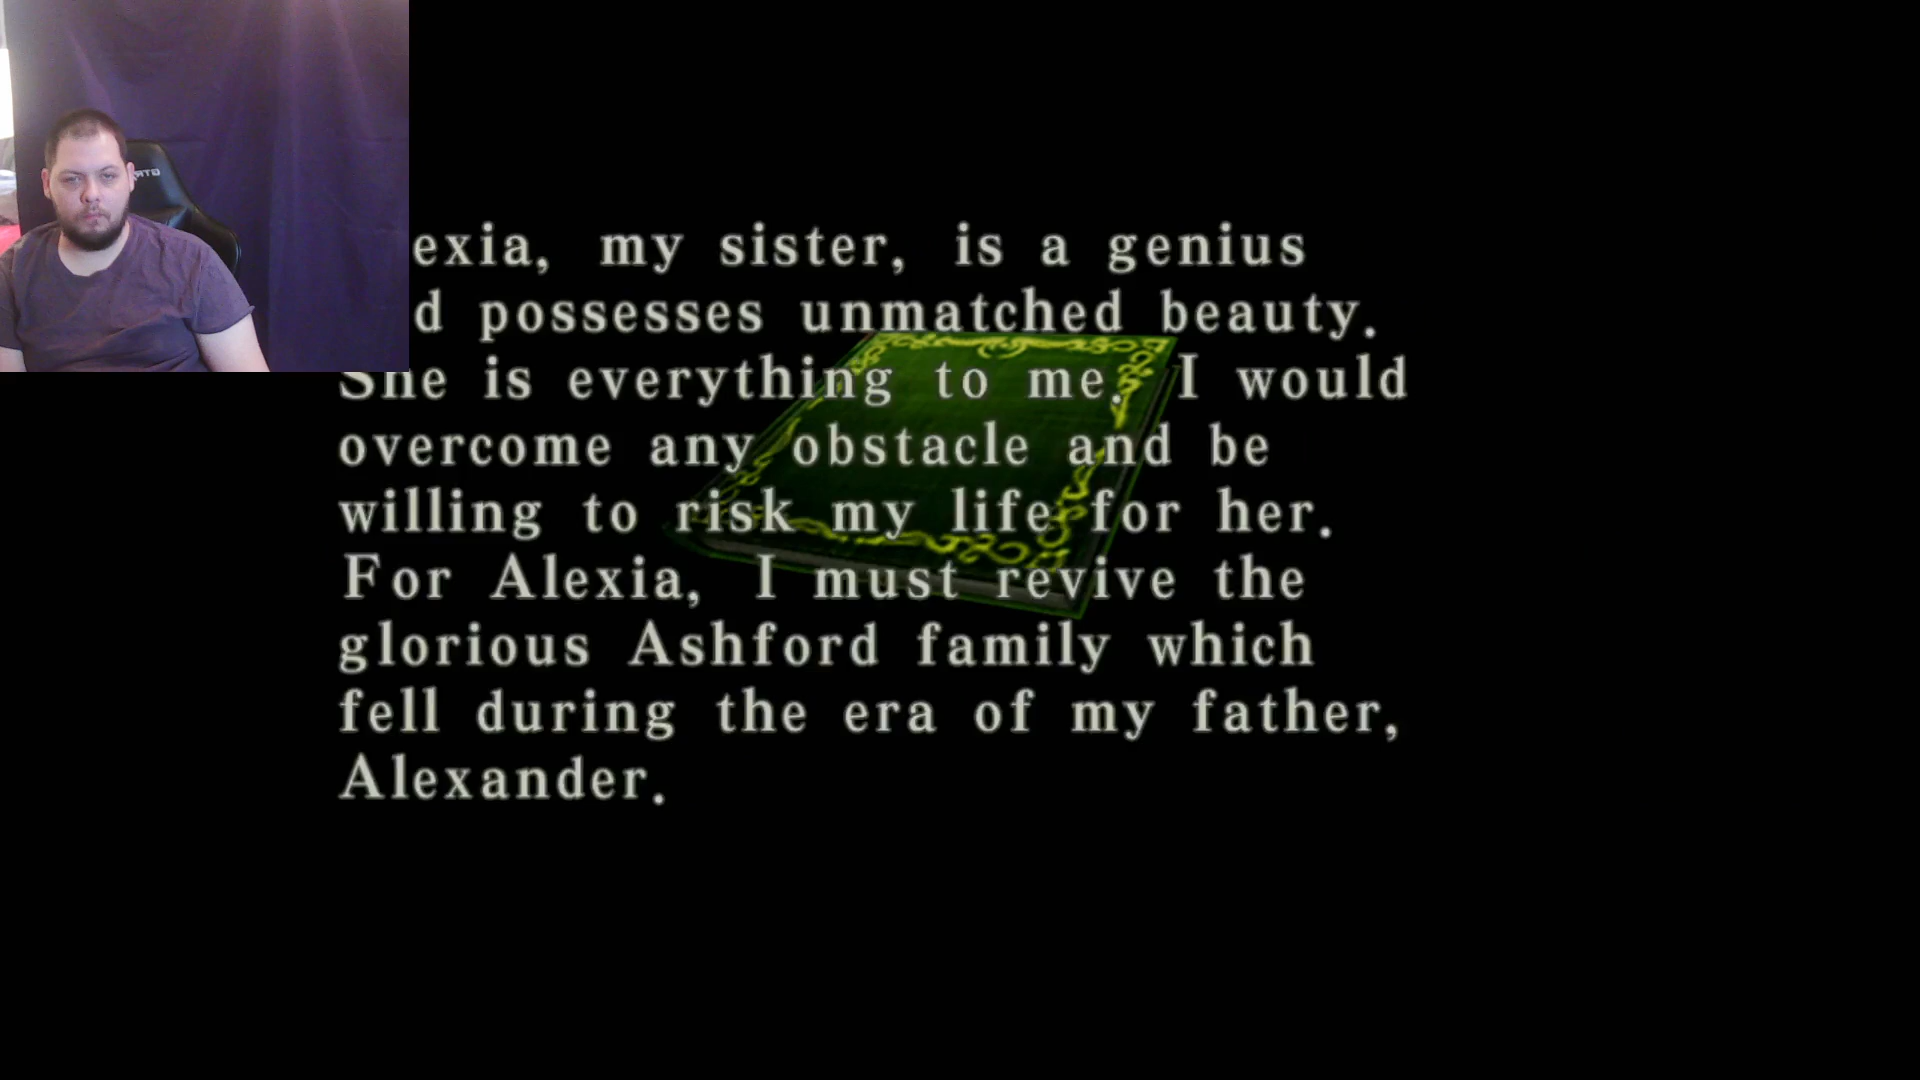 exia, my sister, is a genius
d possesses unmatched beauty.
She is everything to me. I would
overcome any obstacle and be
willing to risk my life for her.
For Alexia, I must revive the
glorious Ashford family which
fell during the era of my father,
Alexander.